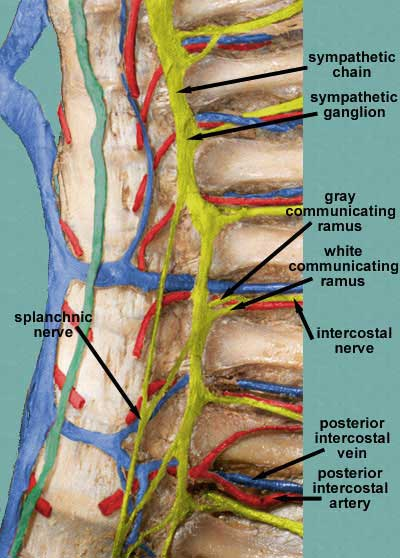 sympathetic
chain
sympathetic
ganglion
gray
communicating
ramus
white
communicating
ramus
splanchnic
nerve
intercostal
nerve
posterior
intercostal
vein
posterior
intercostal
artery